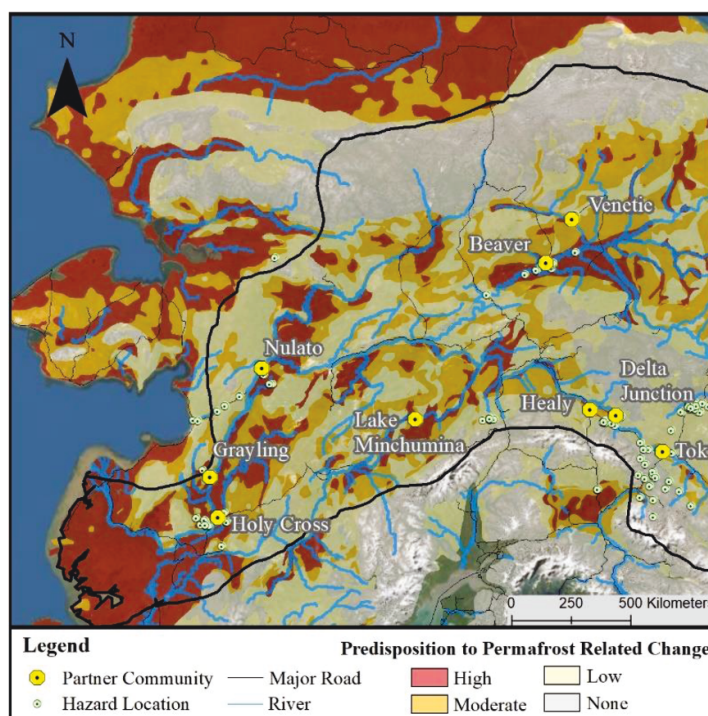 N
Venetie
Beaver
Nulato
Delta
Junction
Healy
Lake
Minchumina
Tok
Grayling
Holy Cross
0 250 500 Kilometer
Legend
Partner Community
Major Road
Hazard Location
River
Predisposition to Permafrost Related Change
High
Low
Moderate
None